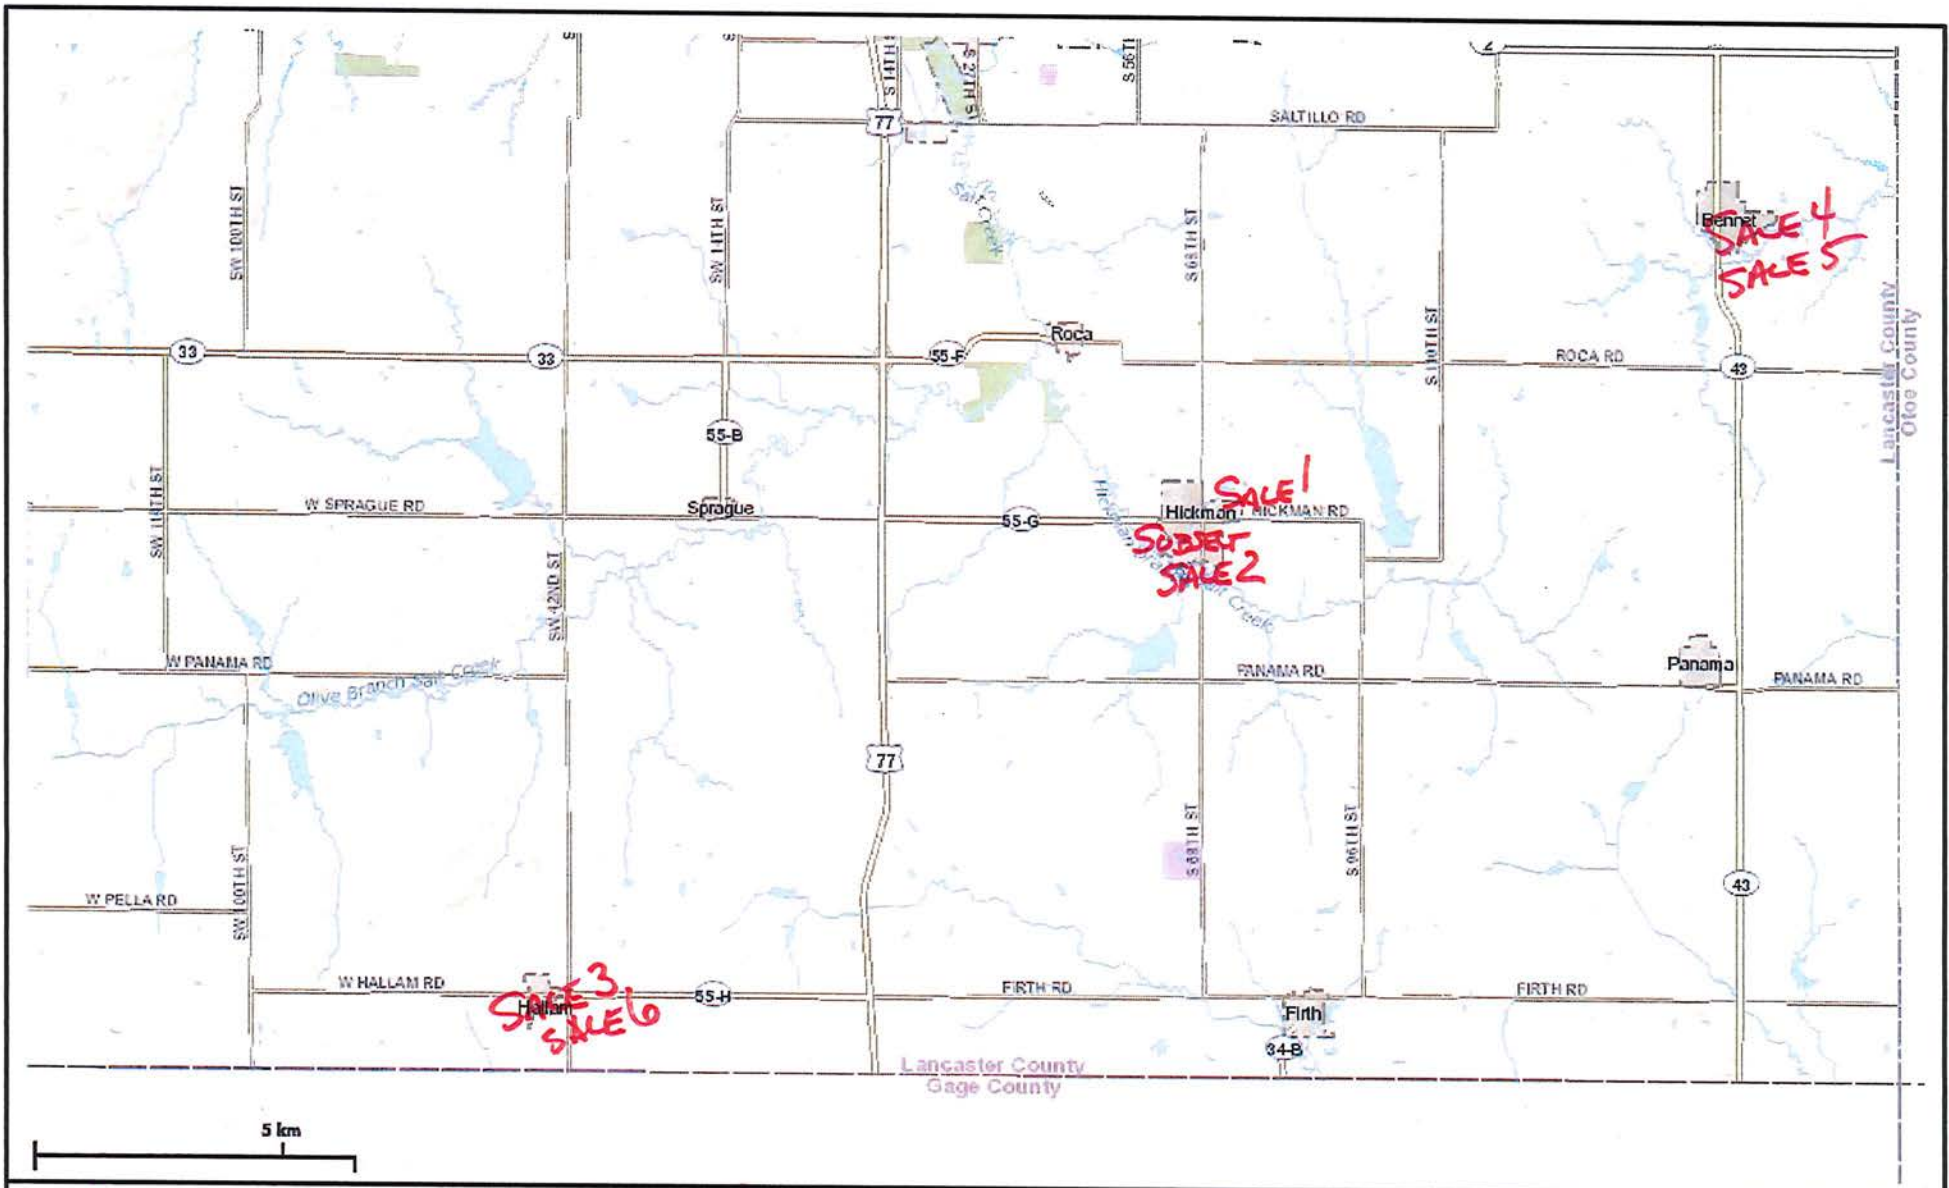 S 14TH S
S 27TH S
S 56TH
2
77
SALTILLO RD
SW 100TH ST
SW 14TH ST
Salt Creek
S 68TH ST
Bennet
SALE 4
SALE 5
Lancaster County
Otoe County
33
33
55-F
Roca
S 110TH ST
ROCA RD
43
55-B
W SPRAGUE RD
Sprague
SW 114TH ST
55-G
Hickman
SALE 1
HICKMAN RD
SUBJECT
SALE 2
Hickman Branch Salt Creek
SW 42ND ST
W PANAMA RD
Olive Branch Salt Creek
PANAMA RD
Panama
PANAMA RD
77
S 68TH ST
S 96TH ST
43
W PELLA RD
SW 100TH ST
W HALLAM RD
SALE 3
Hallam
SALE 6
55-H
FIRTH RD
Firth
FIRTH RD
34-B
Lancaster County
Gage County
5 km